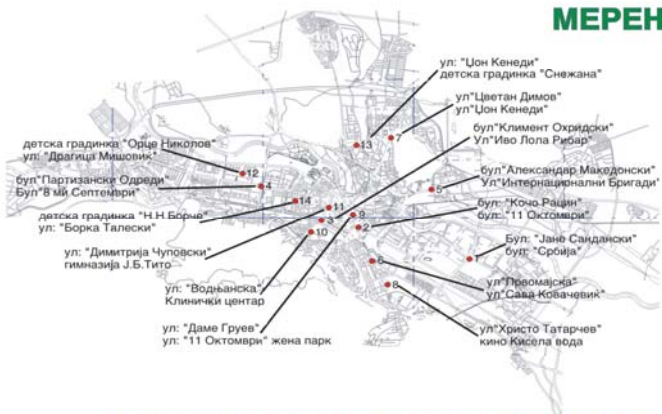 МЕРЕН
ул: "Џон Кенеди"
детска градинка "Снежана"
ул"Цветан Димов"
ул"Џон Кенеди"
бул"Климент Охридски"
Ул"Иво Лола Рибар"
детска градинка "Орце Николов"
ул: "Драгица Мишовиќ"
бул"Партизански Одреди"
Бул"8 мй Септември"
бул"Александар Македонски"
Ул"Интернационални Бригади"
бул: "Кочо Рацин"
бул: "11 Октомври"
детска градинка "Н.Н.Борче"
ул: "Борка Талески"
ул: "Димитрија Чуповски"
гимназија Ј.Б.Тито
Бул: "Јане Сандански"
бул: "Србија"
ул: "Водњанска"
Клинички центар
ул"Првомајска"
ул"Сава Ковачевиќ"
ул: "Даме Груев"
ул: "11 Октомври" жена парк
ул"Христо Татарчев"
кино Кисела вода
13
7
12
4
5
14
11
9
3
2
10
6
8